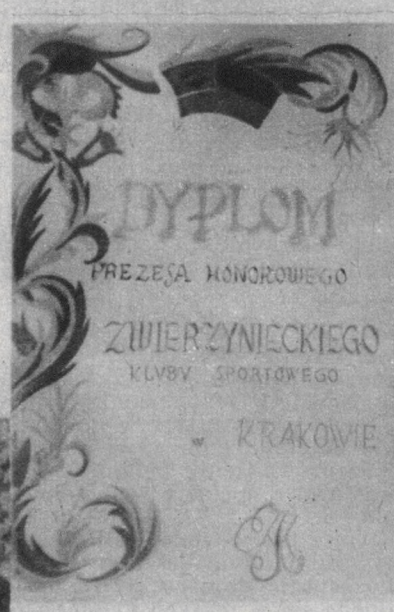 DYPLOM
PREZESA HONOROWEGO
ZWIERZYNIECKIEGO
KLVBV SPORTOWEGO
w KRAKOWIE